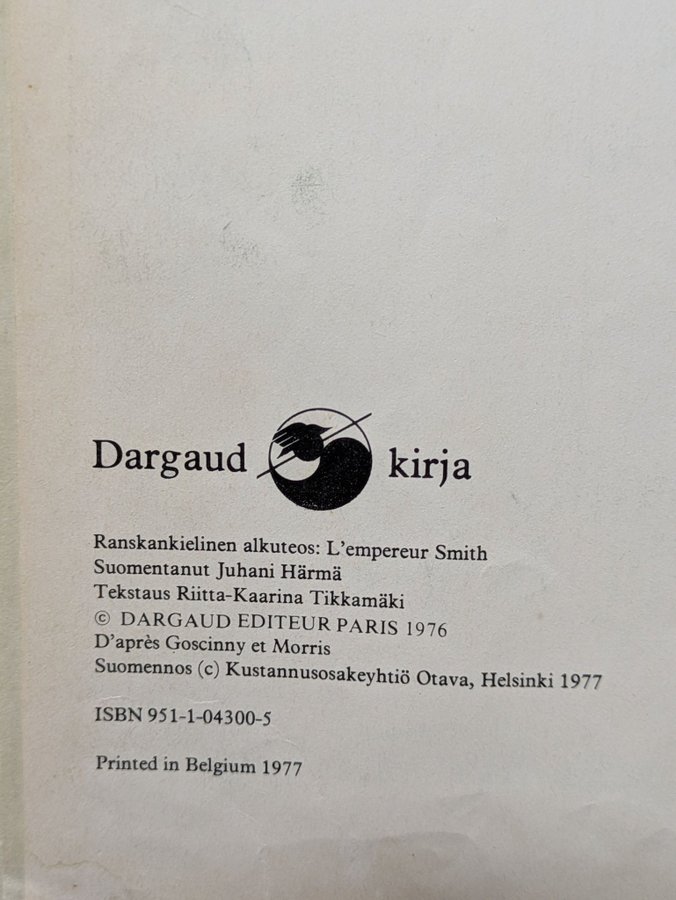 Dargaud kirja
Ranskankielinen alkuteos: L'empereur Smith
Suomentanut Juhani Härmä
Tekstaus Riitta-Kaarina Tikkamäki
© DARGAUD EDITEUR PARIS 1976
D'après Goscinny et Morris
Suomennos (c) Kustannusosakeyhtiö Otava, Helsinki 1977
ISBN 951-1-04300-5
Printed in Belgium 1977